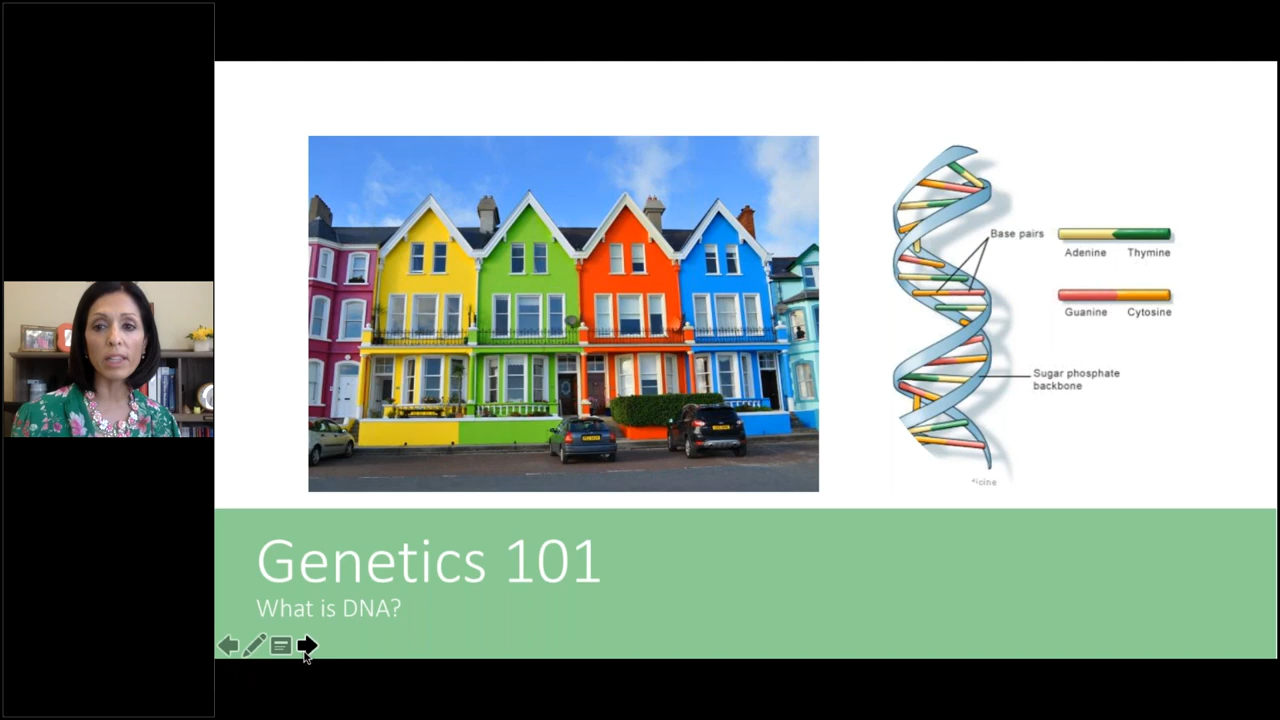 Base pairs
Adenine Thymine
Guanine Cytosine
Sugar phosphate
backbone
Genetics 101
What is DNA?